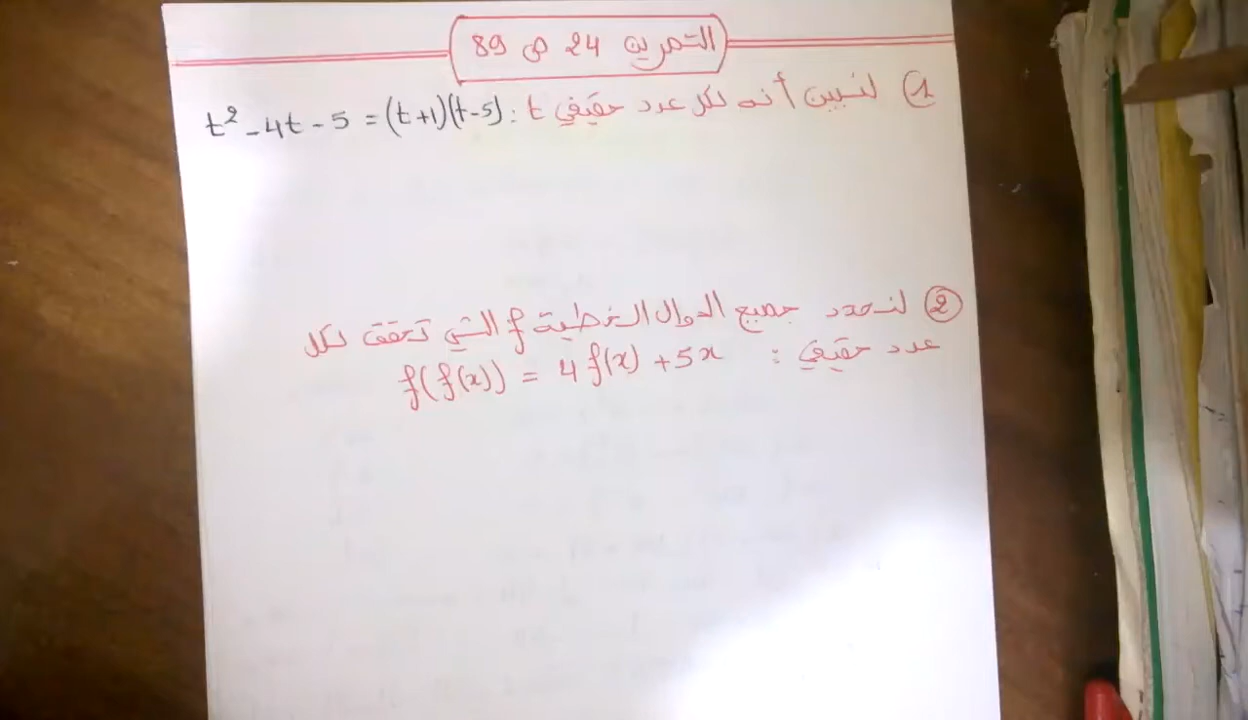 التمرين 24 ص 89
① لنبين أنه لكل عدد حقيقي t : t² - 4t - 5 = (t+1)(t-5)
② لنحدد جميع الدوال الخطية f التي تحقق لكل
عدد حقيقي : f(f(x)) = 4 f(x) + 5x